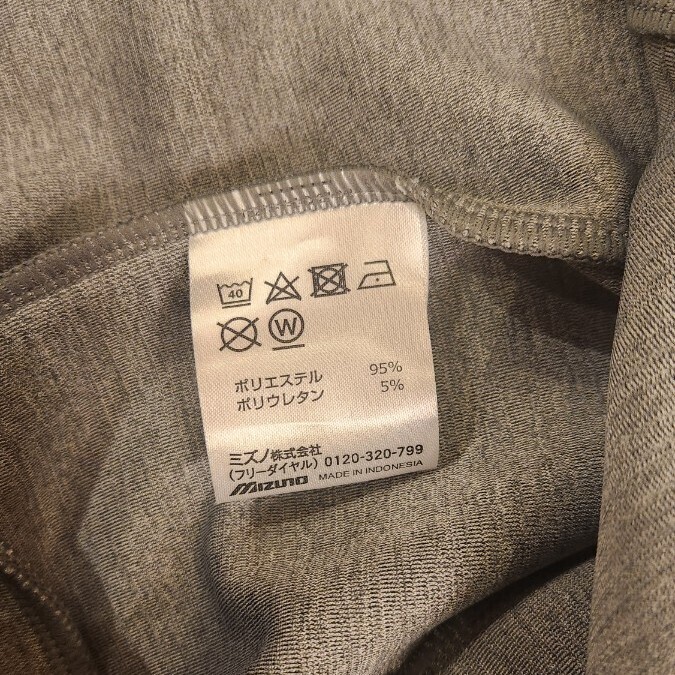 40
W
ポリエステル 95%
ポリウレタン 5%
ミズノ株式会社
(フリーダイヤル) 0120-320-799
MIZUNO MADE IN INDONESIA